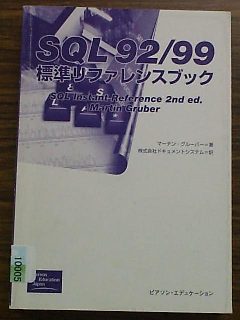 SQL 92/99
標準リファレンスブック
SQL Instant Reference 2nd ed.
Martin Gruber
マーチン・グルーバー=著
株式会社ドキュメントシステム=訳
10005
Pearson
Education
Japan
ピアソン・エデュケーション